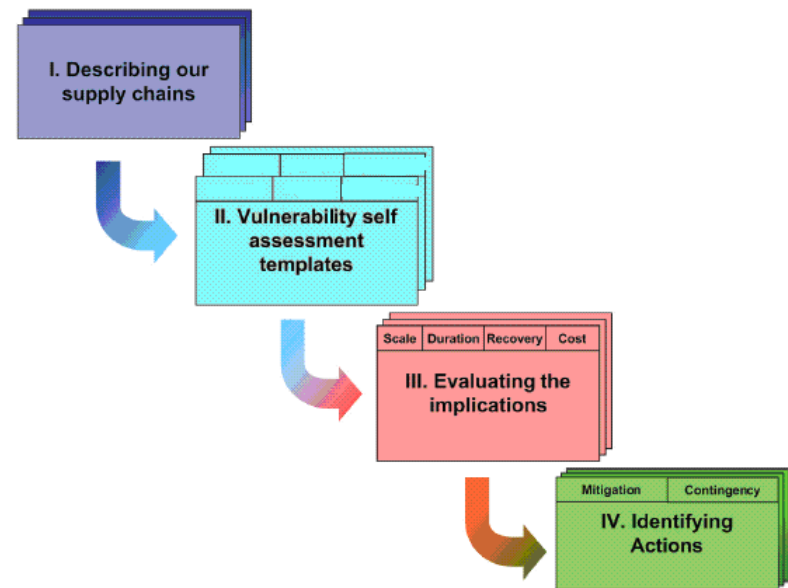 I. Describing our
supply chains
II. Vulnerability self
assessment
templates
Scale Duration Recovery Cost
III. Evaluating the
implications
Mitigation Contingency
IV. Identifying
Actions